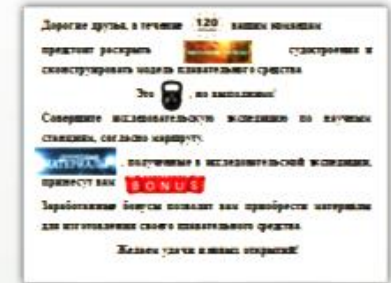 Дорогие друзья, в течение 120 вашим командам
предстоит раскрыть судостроения и
сконструировать модель плавательного средства
Это , но выполнимо!
Совершите исследовательскую экспедицию по научным
станциям, согласно маршруту.
МАТЕРИАЛЫ , полученные в исследовательской экспедиции,
принесут вам BONUS
Заработанные бонусы позволят вам приобрести материалы
для изготовления своего плавательного средства.
Желаем удачи и новых открытий!